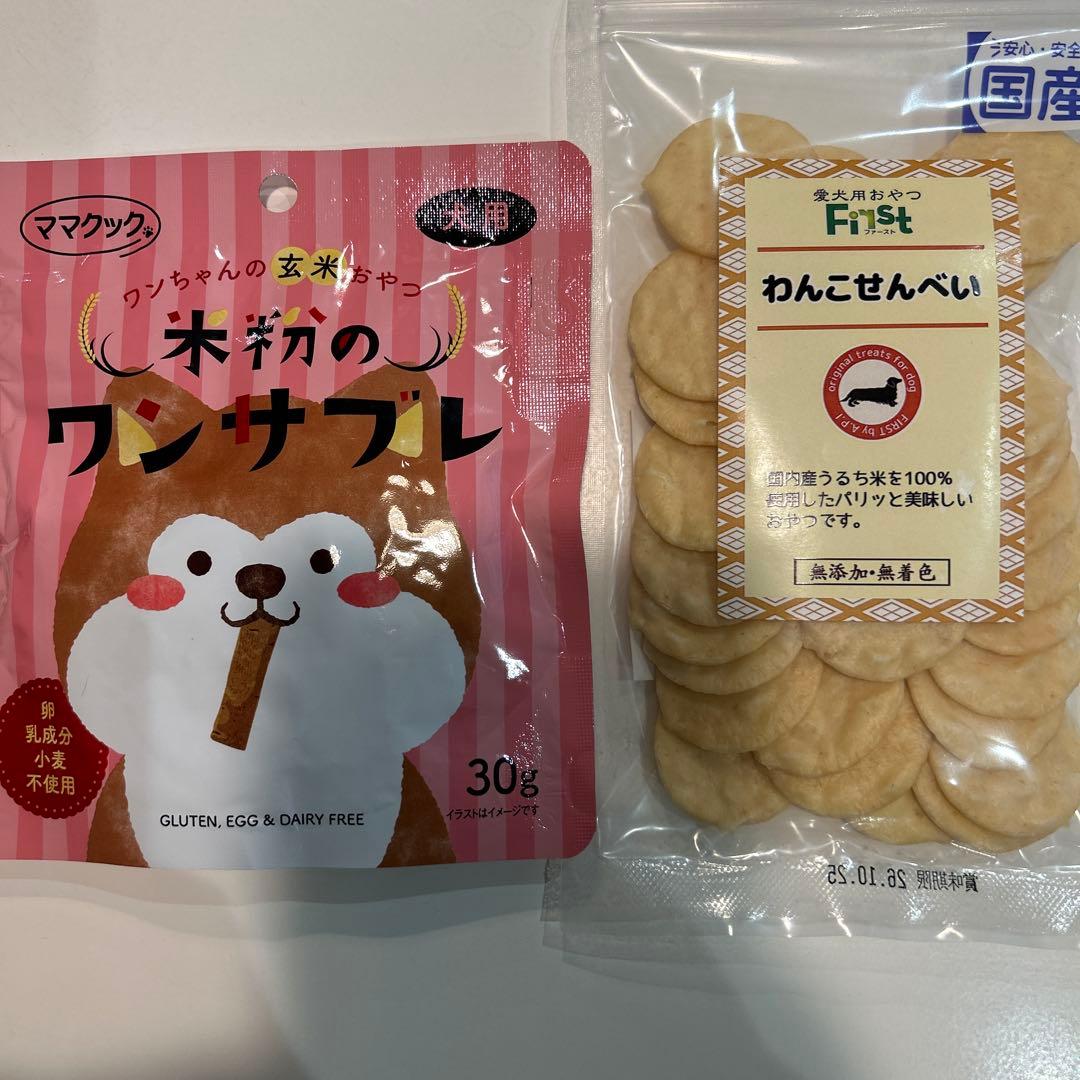 ママクック
犬用
ワンちゃんの玄米おやつ
米粉の
ワンサブレ
卵
乳成分
小麦
不使用
30g
イラストはイメージです
GLUTEN, EGG & DAIRY FREE
安心・安全
国産
愛犬用おやつ
First
ファースト
わんこせんべい
original treats for dog
FIRST by A.P.I
国内産うるち米を100%
使用したパリッと美味しい
おやつです。
無添加・無着色
賞味期限 26.10.25